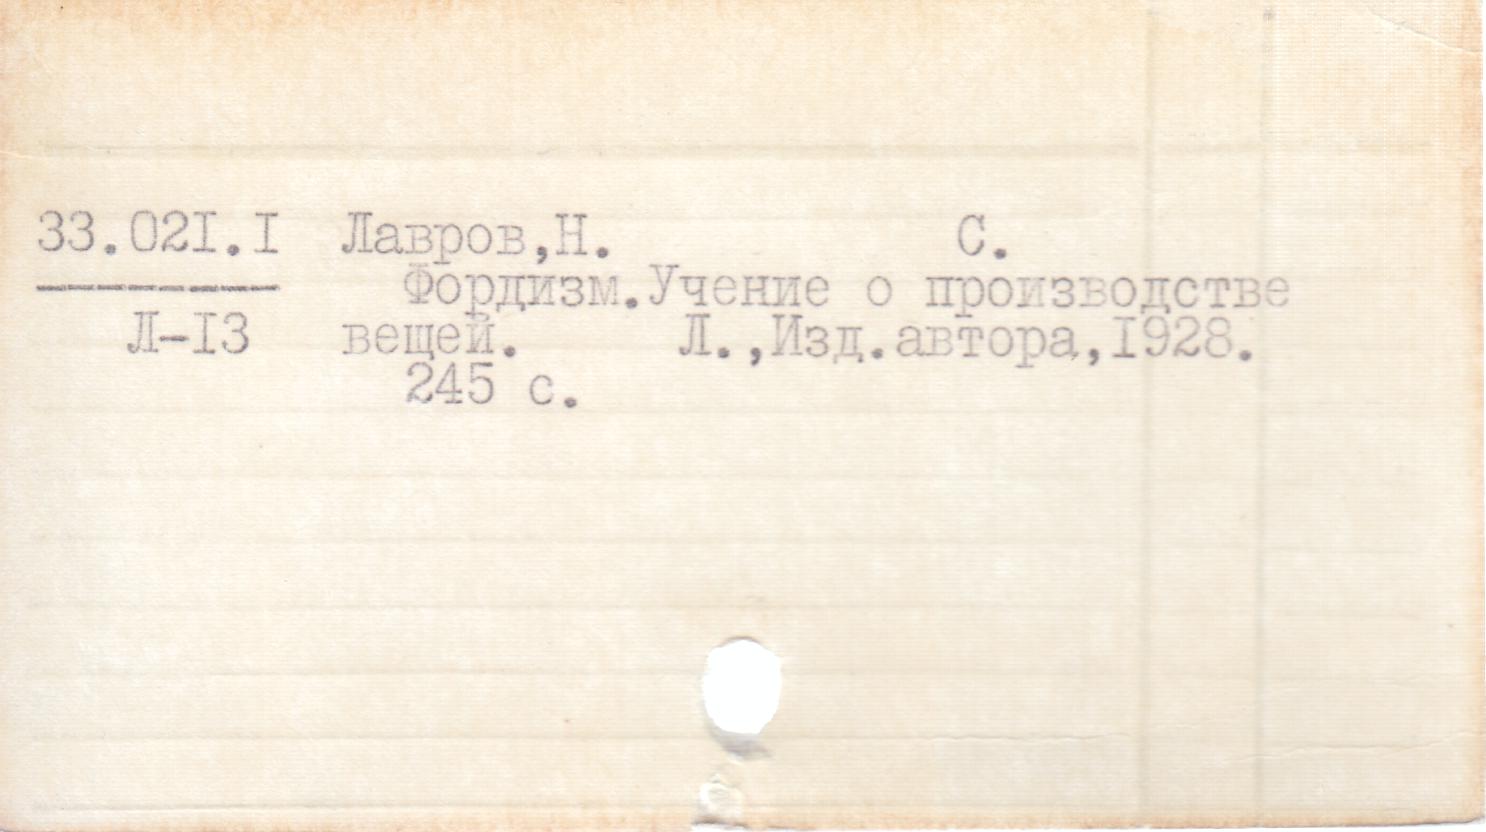 33.021.1 Лавров,Н. С.
Фордизм.Учение о производстве
Л-13 вещей. Л.,Изд.автора,1928.
245 с.